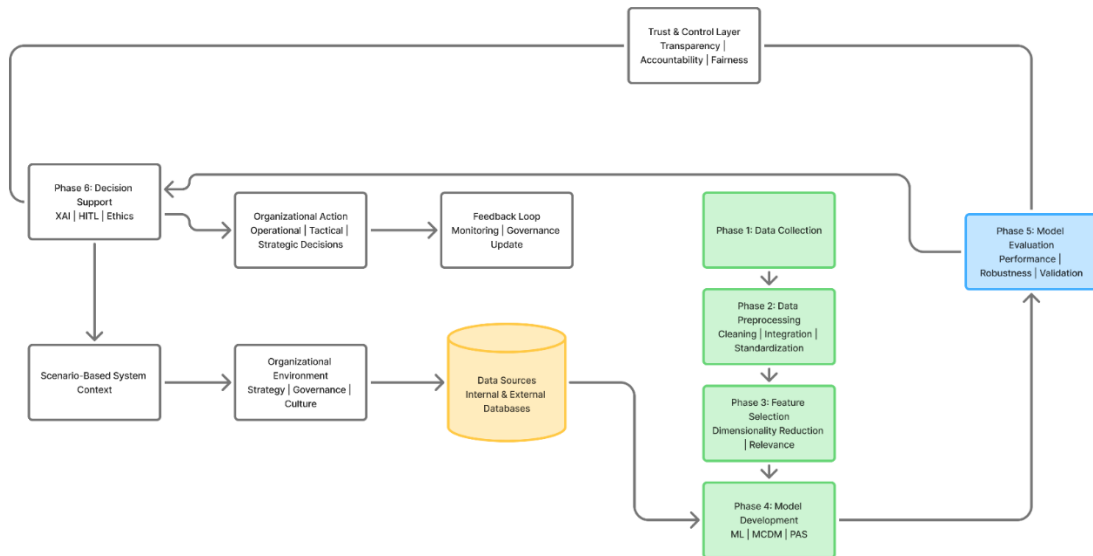 Trust & Control Layer
Transparency |
Accountability | Fairness
Phase 6: Decision
Support
XAI | HITL | Ethics
Organizational Action
Operational | Tactical |
Strategic Decisions
Feedback Loop
Monitoring | Governance
Update
Phase 1: Data Collection
Phase 5: Model
Evaluation
Performance |
Robustness | Validation
Phase 2: Data
Preprocessing
Cleaning | Integration |
Standardization
Scenario-Based System
Context
Organizational
Environment
Strategy | Governance |
Culture
Data Sources
Internal & External
Databases
Phase 3: Feature
Selection
Dimensionality Reduction
| Relevance
Phase 4: Model
Development
ML | MCDM | PAS